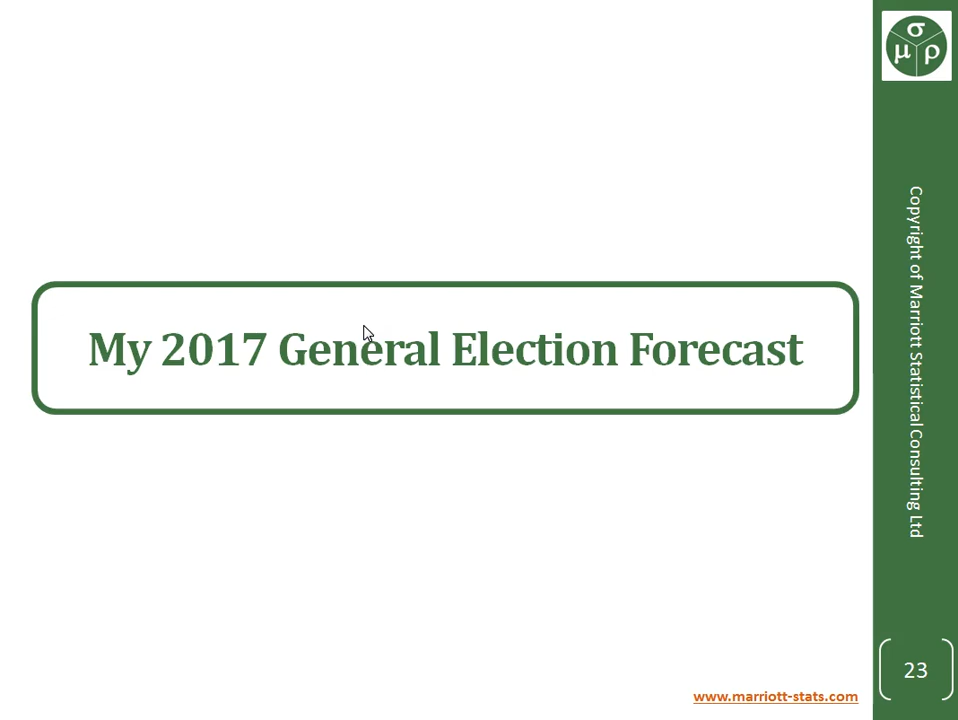 σ
μ ρ
Copyright of Marriott Statistical Consulting Ltd
My 2017 General Election Forecast
23
www.marriott-stats.com